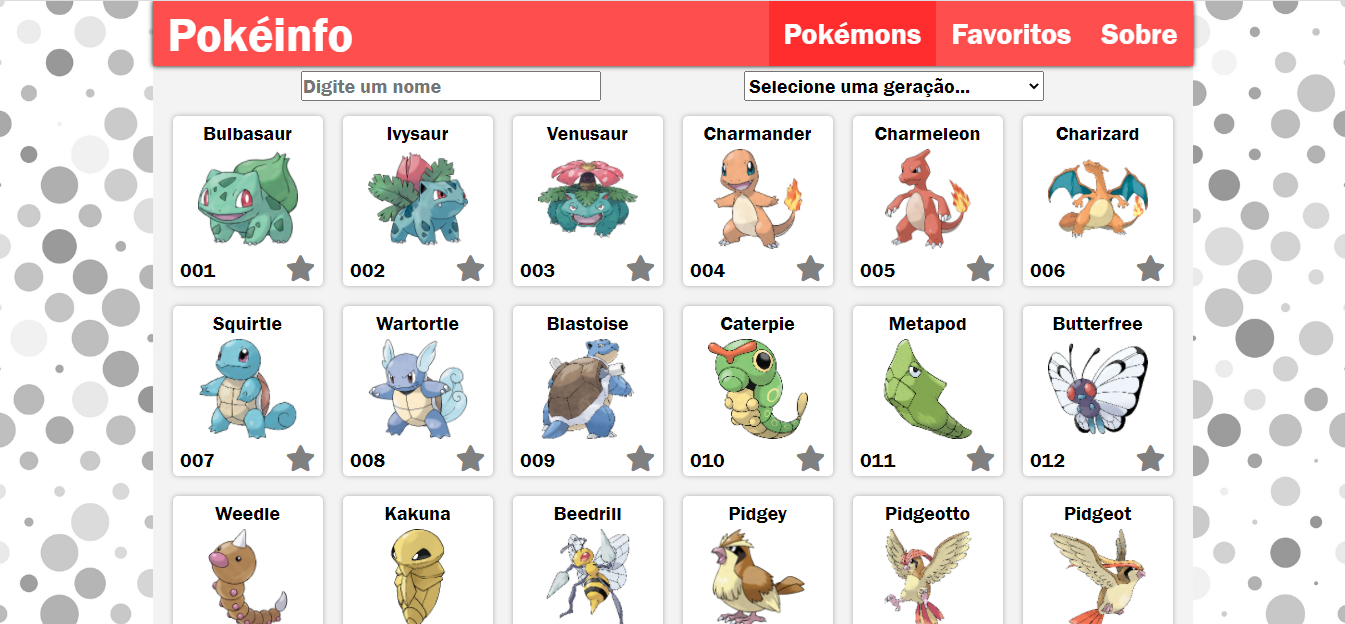 Pokéinfo
Pokémons Favoritos Sobre
Digite um nome
Selecione uma geração...
Bulbasaur Ivysaur Venusaur Charmander Charmeleon Charizard
001 002 003 004 005 006
Squirtle Wartortle Blastoise Caterpie Metapod Butterfree
007 008 009 010 011 012
Weedle Kakuna Beedrill Pidgey Pidgeotto Pidgeot